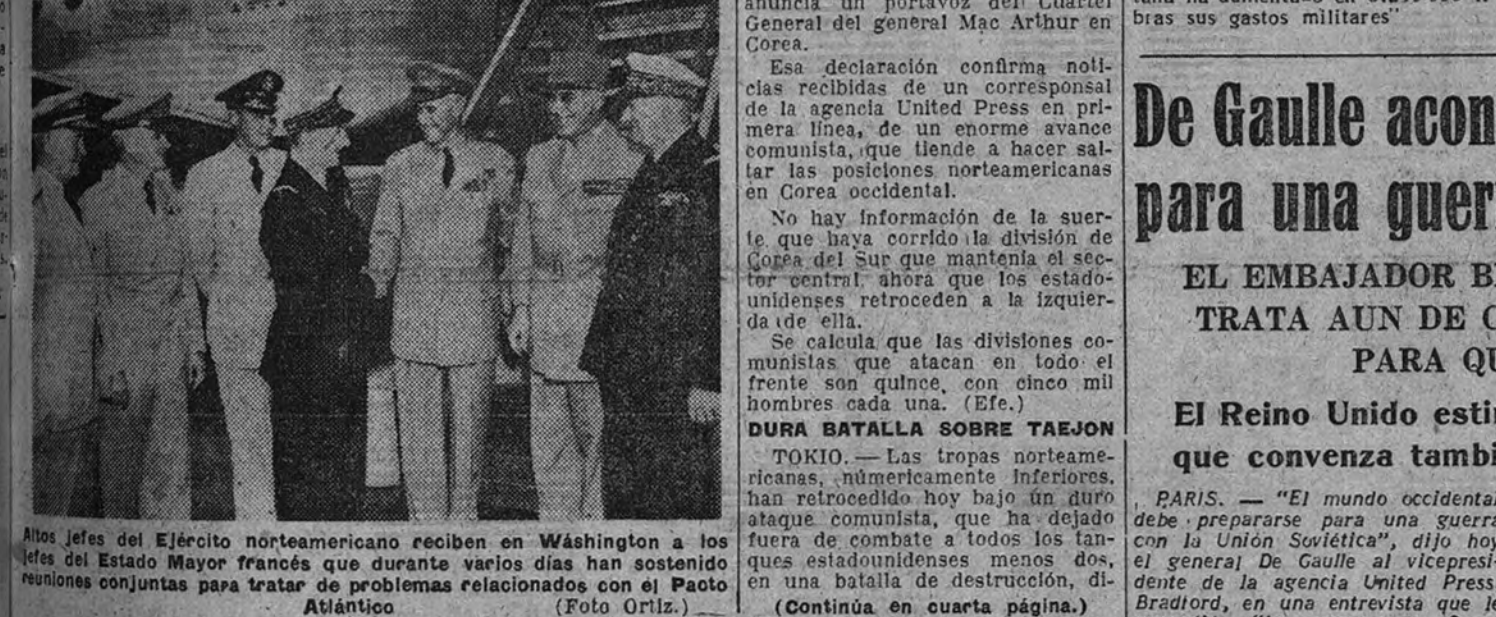 Altos jefes del Ejército norteamericano reciben en Wáshington a los
jefes del Estado Mayor francés que durante varios días han sostenido
reuniones conjuntas para tratar de problemas relacionados con el Pacto
Atlántico (Foto Ortiz.)
anuncia un portavoz del Cuartel
General del general Mac Arthur en
Corea.
Esa declaración confirma noti-
cias recibidas de un corresponsal
de la agencia United Press en pri-
mera línea, de un enorme avance
comunista, que tiende a hacer sal-
tar las posiciones norteamericanas
en Corea occidental.
No hay información de la suer-
te que haya corrido la división de
Corea del Sur que mantenía el sec-
tor central, ahora que los estado-
unidenses retroceden a la izquier-
da de ella.
Se calcula que las divisiones co-
munistas que atacan en todo el
frente son quince, con cinco mil
hombres cada una. (Efe.)
DURA BATALLA SOBRE TAEJON
TOKIO. — Las tropas norteame-
ricanas, númericamente inferiores,
han retrocedido hoy bajo un duro
ataque comunista, que ha dejado
fuera de combate a todos los tan-
ques estadounidenses menos dos,
en una batalla de destrucción, di-
(Continúa en cuarta página.)
bras sus gastos militares"
De Gaulle acon
para una guer
EL EMBAJADOR
TRATA AUN DE
PARA QU
El Reino Unido esti
que convenza tambi
PARIS. — "El mundo occidental
debe prepararse para una guerra
con la Unión Soviética", dijo hoy
el general De Gaulle al vicepresi-
dente de la agencia United Press
Bradford, en una entrevista que le